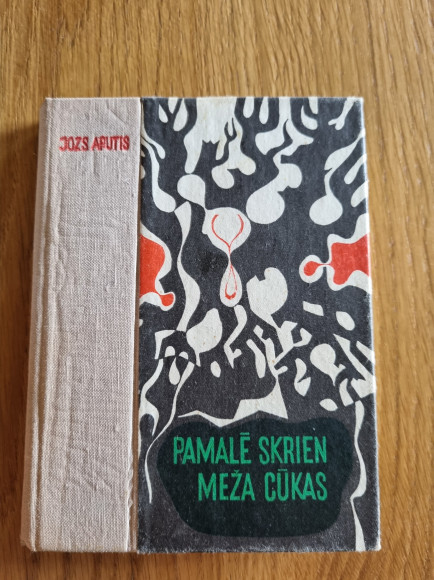 JOZS APUTIS
PAMALĒ SKRIEN
MEŽA CŪKAS